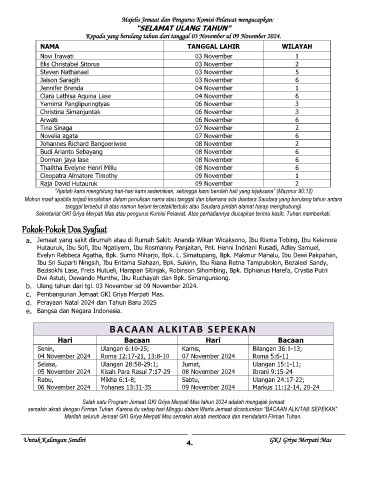 Majelis Jemaat dan Pengurus Komisi Pelawat mengucapkan:
"SELAMAT ULANG TAHUN"
Kepada yang berulang tahun dari tanggal 03 November sd 09 November 2024.
NAMA TANGGAL LAHIR WILAYAH
Novi Irawati 03 November 1
Elis Christabel Sitorus 03 November 2
Steven Nathanael 03 November 5
Jaison Saragih 03 November 6
Jennifer Brenda 04 November 1
Clara Lathisa Aquina Lase 04 November 6
Yemima Panglipuringtyas 06 November 3
Christina Simanjuntak 06 November 3
Arwati 06 November 6
Tina Sinaga 07 November 2
Novelia agata 07 November 6
Johannes Richard Bangoeriwoe 08 November 2
Budi Arianto Sebayang 08 November 6
Dorman jaya lase 08 November 6
Thalitha Evelyne Henri Millu 08 November 6
Cleopatra Almatore Timothy 09 November 1
Raja David Hutauruk 09 November 2
"Ajarlah kami menghitung hari-hari kami sedemikian, sehingga kami beroleh hati yang bijaksana" (Mazmur 90:12)
Mohon maaf apabila terjadi kesalahan dalam penulisan nama atau tanggal dan bilamana ada diantara Saudara yang berulang tahun antara
tanggal tersebut di atas namun belum tercetak/tertulis atau Saudara pindah alamat harap menghubungi
Sekretariat GKI Griya Merpati Mas atau pengurus Komisi Pelawat. Atas perhatiannya diucapkan terima kasih. Tuhan memberkati.
Pokok-Pokok Doa Syafaat
a. Jemaat yang sakit dirumah atau di Rumah Sakit: Ananda Wikan Wicaksono, Ibu Risma Tobing, Ibu Kelenora
Hutauruk, Ibu Sofi, Ibu Ngatiyem, Ibu Rosmanny Panjaitan, Pnt. Henni Indriani Rusadi, Adley Samuel,
Evelyn Rebbeca Agatha, Bpk. Sumo Miharjo, Bpk. L. Simatupang, Bpk. Makmur Manalu, Ibu Dewi Pakpahan,
Ibu Sri Suparti Ningsih, Ibu Eritama Siahaan, Bpk. Sukirin, Ibu Riana Retna Tampubolon, Bezaleel Sandy,
Bezisokhi Lase, Frets Hutueli, Harapan Sitinjak, Robinson Sihombing, Bpk. Elphianus Harefa, Crystia Putri
Dwi Astuti, Dewando Munthe, Ibu Ruchayah dan Bpk. Simangunsong.
b. Ulang tahun dari tgl. 03 November sd 09 November 2024.
c. Pembangunan Jemaat GKI Griya Merpati Mas.
d. Perayaan Natal 2024 dan Tahun Baru 2025
e. Bangsa dan Negara Indonesia.
BACAAN ALKITAB SEPEKAN
Hari Bacaan Hari Bacaan
Senin, Ulangan 6:10-25; Kamis, Bilangan 36:1-13;
04 November 2024 Roma 12:17-21, 13:8-10 07 November 2024 Roma 5:6-11
Selasa, Ulangan 28:58-29:1; Jumat, Ulangan 15:1-11;
05 November 2024 Kisah Para Rasul 7:17-29 08 November 2024 Ibrani 9:15-24
Rabu, Mikha 6:1-8; Sabtu, Ulangan 24:17-22;
06 November 2024 Yohanes 13:31-35 09 November 2024 Markus 11:12-14, 20-24
Salah satu Program Jemaat GKI Griya Merpati Mas tahun 2024 adalah mengajak jemaat
semakin akrab dengan Firman Tuhan. Karena itu setiap hari Minggu dalam Warta Jemaat dicantumkan "BACAAN ALKITAB SEPEKAN".
Marilah seluruh Jemaat GKI Griya Merpati Mas semakin akrab membaca dan mendalami Firman Tuhan.
Untuk Kalangan Sendiri GKI Griya Merpati Mas
4.